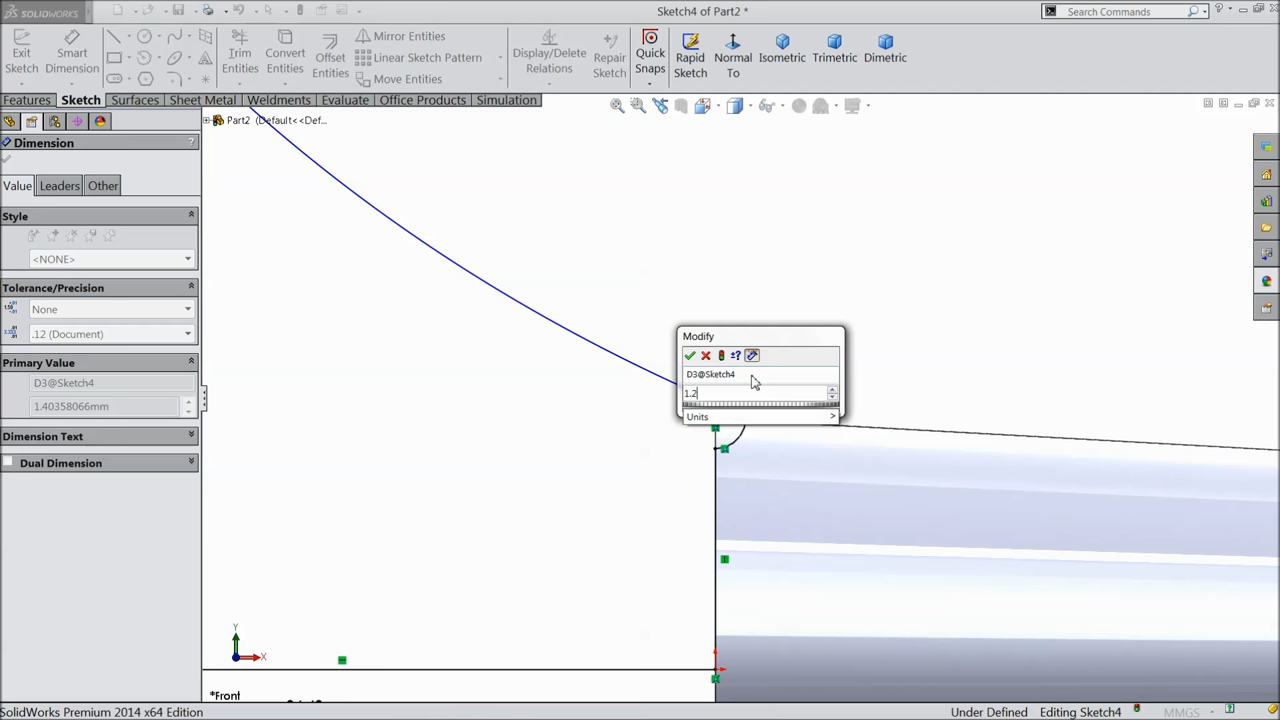 SOLIDWORKS
Sketch4 of Part2 *
Search Commands
Exit Sketch
Smart Dimension
Trim Entities
Convert Entities
Offset Entities
Mirror Entities
Linear Sketch Pattern
Move Entities
Display/Delete Relations
Repair Sketch
Quick Snaps
Rapid Sketch
Normal To
Isometric
Trimetric
Dimetric
Features
Sketch
Surfaces
Sheet Metal
Weldments
Evaluate
Office Products
Simulation
Part2 (Default<<Def...
Dimension
?
Value
Leaders
Other
Style
<NONE>
Tolerance/Precision
None
.12 (Document)
Primary Value
D3@Sketch4
1.40358066mm
Dimension Text
Dual Dimension
Modify
D3@Sketch4
1.2
Units >
Y
X
*Front
SolidWorks Premium 2014 x64 Edition
Under Defined
Editing Sketch4
MMGS